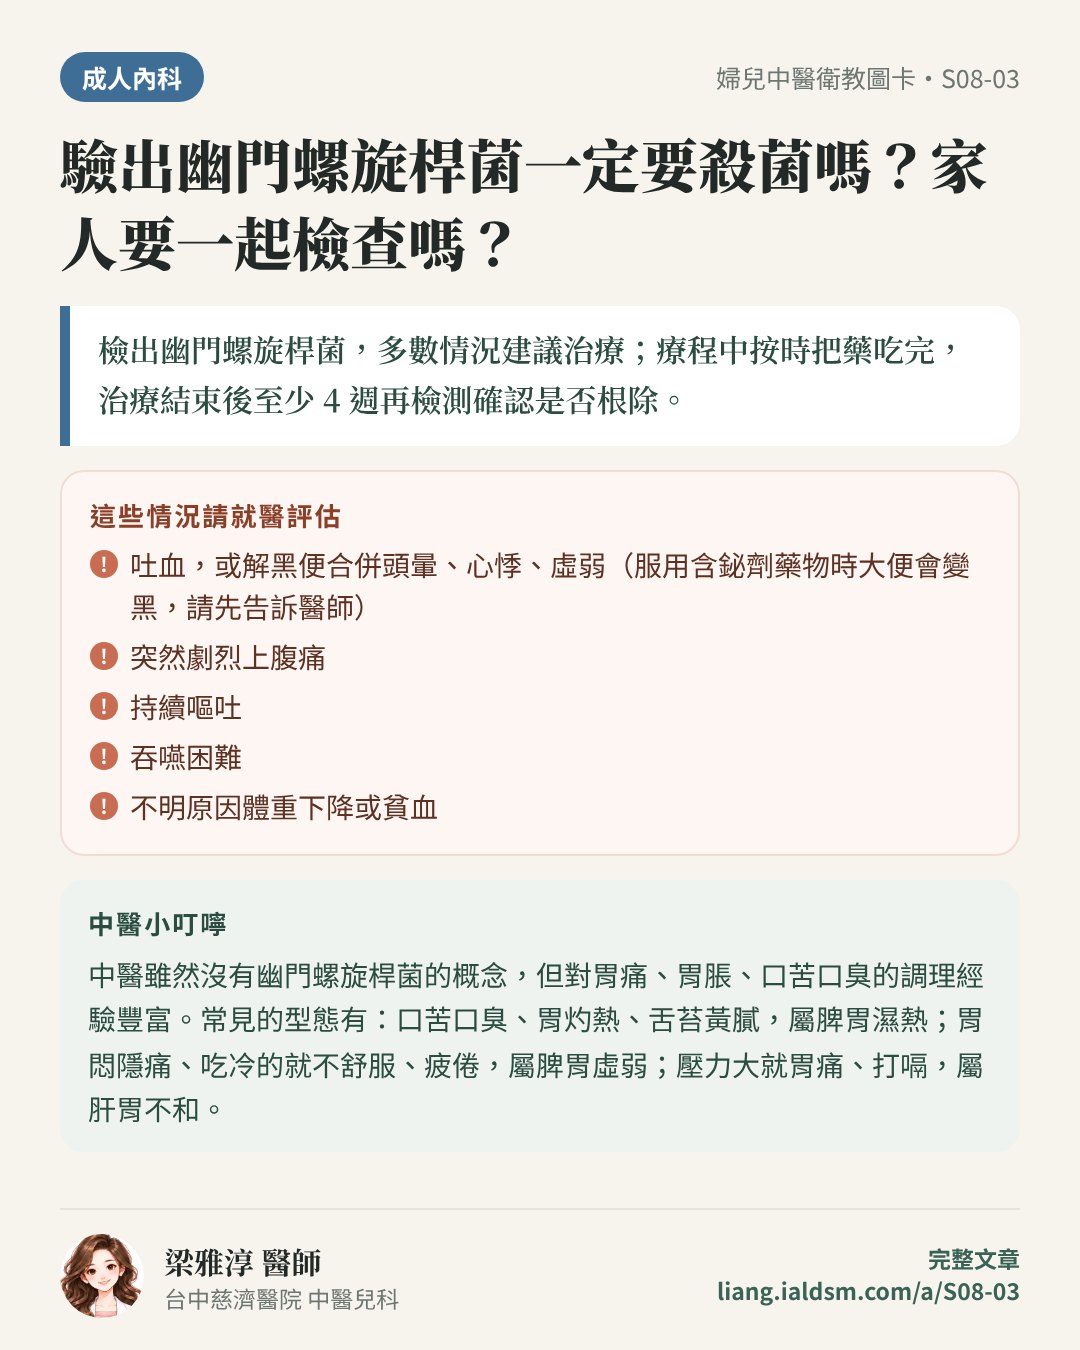 成人內科
婦兒中醫衛教圖卡・S08-03
驗出幽門螺旋桿菌一定要殺菌嗎？家
人要一起檢查嗎？
檢出幽門螺旋桿菌，多數情況建議治療；療程中按時把藥吃完，
治療結束後至少 4 週再檢測確認是否根除。
這些情況請就醫評估
! 吐血，或解黑便合併頭暈、心悸、虛弱（服用含鉍劑藥物時大便會變
黑，請先告訴醫師）
! 突然劇烈上腹痛
! 持續嘔吐
! 吞嚥困難
! 不明原因體重下降或貧血
中醫小叮嚀
中醫雖然沒有幽門螺旋桿菌的概念，但對胃痛、胃脹、口苦口臭的調理經
驗豐富。常見的型態有：口苦口臭、胃灼熱、舌苔黃膩，屬脾胃濕熱；胃
悶隱痛、吃冷的就不舒服、疲倦，屬脾胃虛弱；壓力大就胃痛、打嗝，屬
肝胃不和。
梁雅淳 醫師
台中慈濟醫院 中醫兒科
完整文章
liang.ialdsm.com/a/S08-03